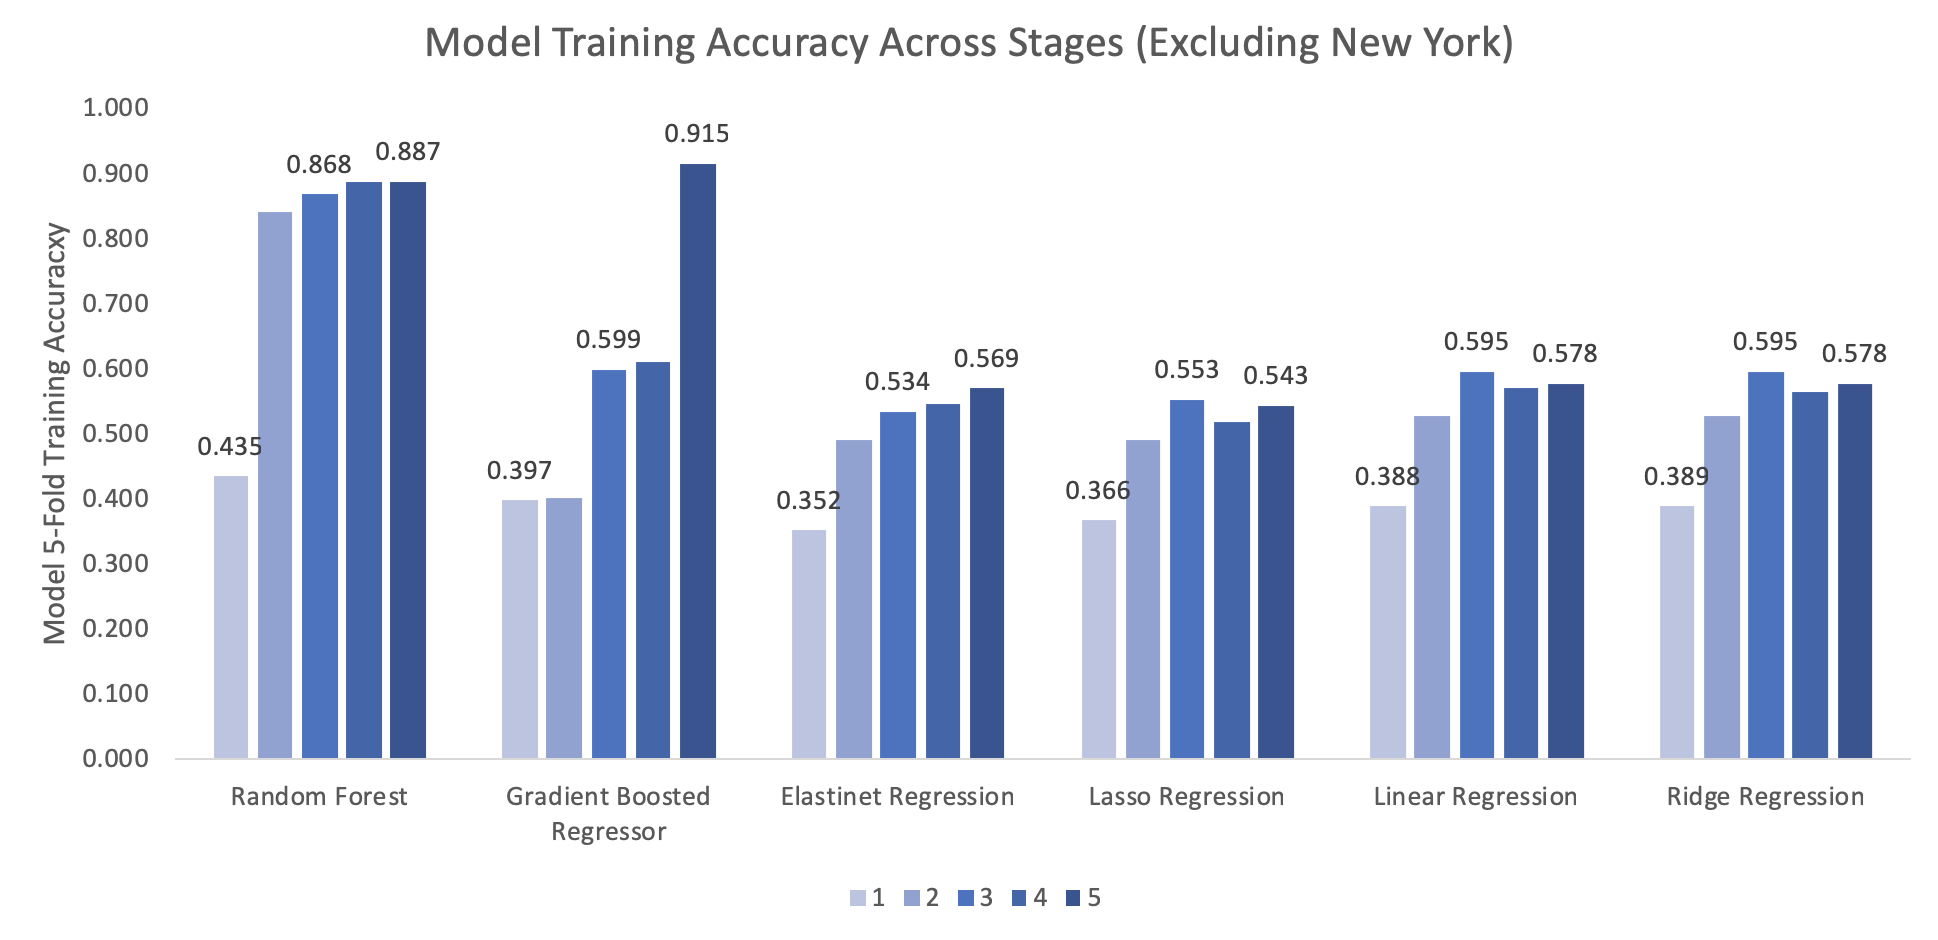 Model Training Accuracy Across Stages (Excluding New York)
Model 5-Fold Training Accuracxy
1.000
0.900
0.800
0.700
0.600
0.500
0.400
0.300
0.200
0.100
0.000
0.435
0.868
0.887
0.397
0.599
0.915
0.352
0.534
0.569
0.366
0.553
0.543
0.388
0.595
0.578
0.389
0.595
0.578
Random Forest
Gradient Boosted
Regressor
Elastinet Regression
Lasso Regression
Linear Regression
Ridge Regression
1 2 3 4 5